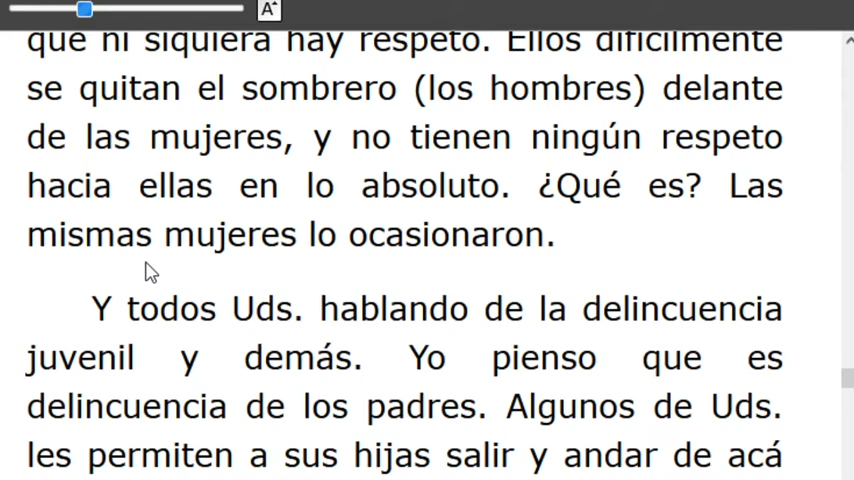 A
que ni siquiera hay respeto. Ellos difícilmente
se quitan el sombrero (los hombres) delante
de las mujeres, y no tienen ningún respeto
hacia ellas en lo absoluto. ¿Qué es? Las
mismas mujeres lo ocasionaron.
Y todos Uds. hablando de la delincuencia
juvenil y demás. Yo pienso que es
delincuencia de los padres. Algunos de Uds.
les permiten a sus hijas salir y andar de acá